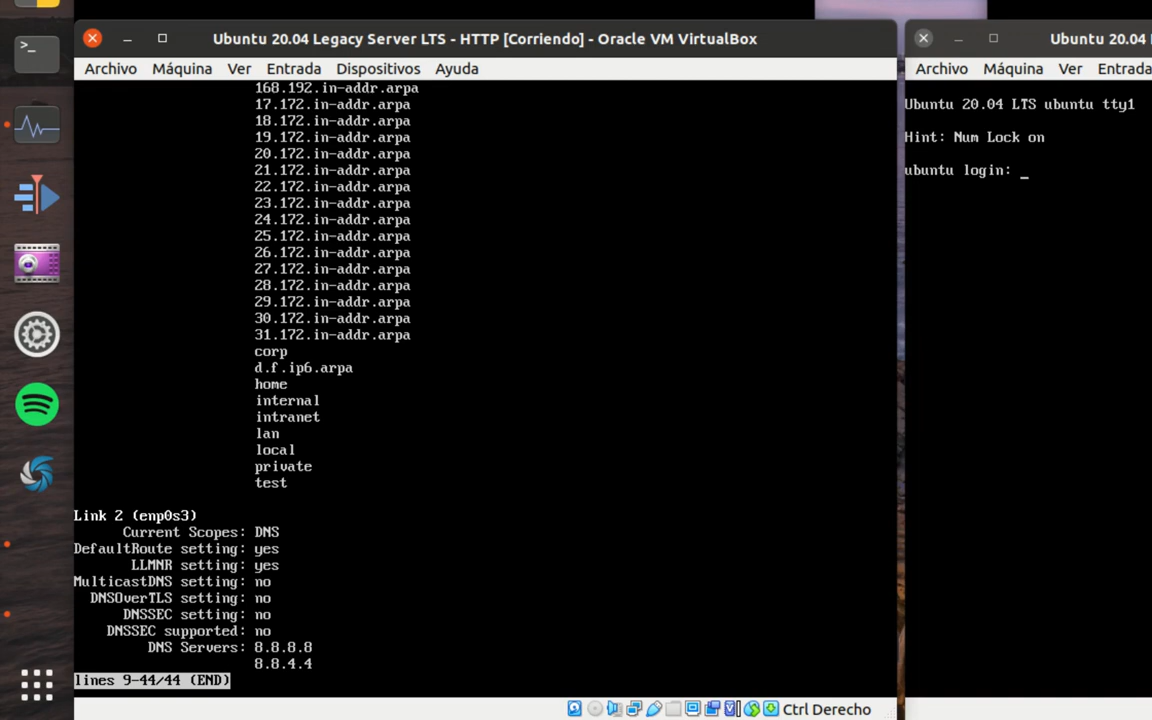 Ubuntu 20.04 Legacy Server LTS - HTTP [Corriendo] - Oracle VM VirtualBox
Archivo Máquina Ver Entrada Dispositivos Ayuda
168.192.in-addr.arpa
17.172.in-addr.arpa
18.172.in-addr.arpa
19.172.in-addr.arpa
20.172.in-addr.arpa
21.172.in-addr.arpa
22.172.in-addr.arpa
23.172.in-addr.arpa
24.172.in-addr.arpa
25.172.in-addr.arpa
26.172.in-addr.arpa
27.172.in-addr.arpa
28.172.in-addr.arpa
29.172.in-addr.arpa
30.172.in-addr.arpa
31.172.in-addr.arpa
corp
d.f.ip6.arpa
home
internal
intranet
lan
local
private
test
Link 2 (enp0s3)
Current Scopes: DNS
DefaultRoute setting: yes
LLMNR setting: yes
MulticastDNS setting: no
DNSOverTLS setting: no
DNSSEC setting: no
DNSSEC supported: no
DNS Servers: 8.8.8.8
8.8.4.4
lines 9-44/44 (END)
Ctrl Derecho
Ubuntu 20.04
Archivo Máquina Ver Entrada
Ubuntu 20.04 LTS ubuntu tty1
Hint: Num Lock on
ubuntu login: _